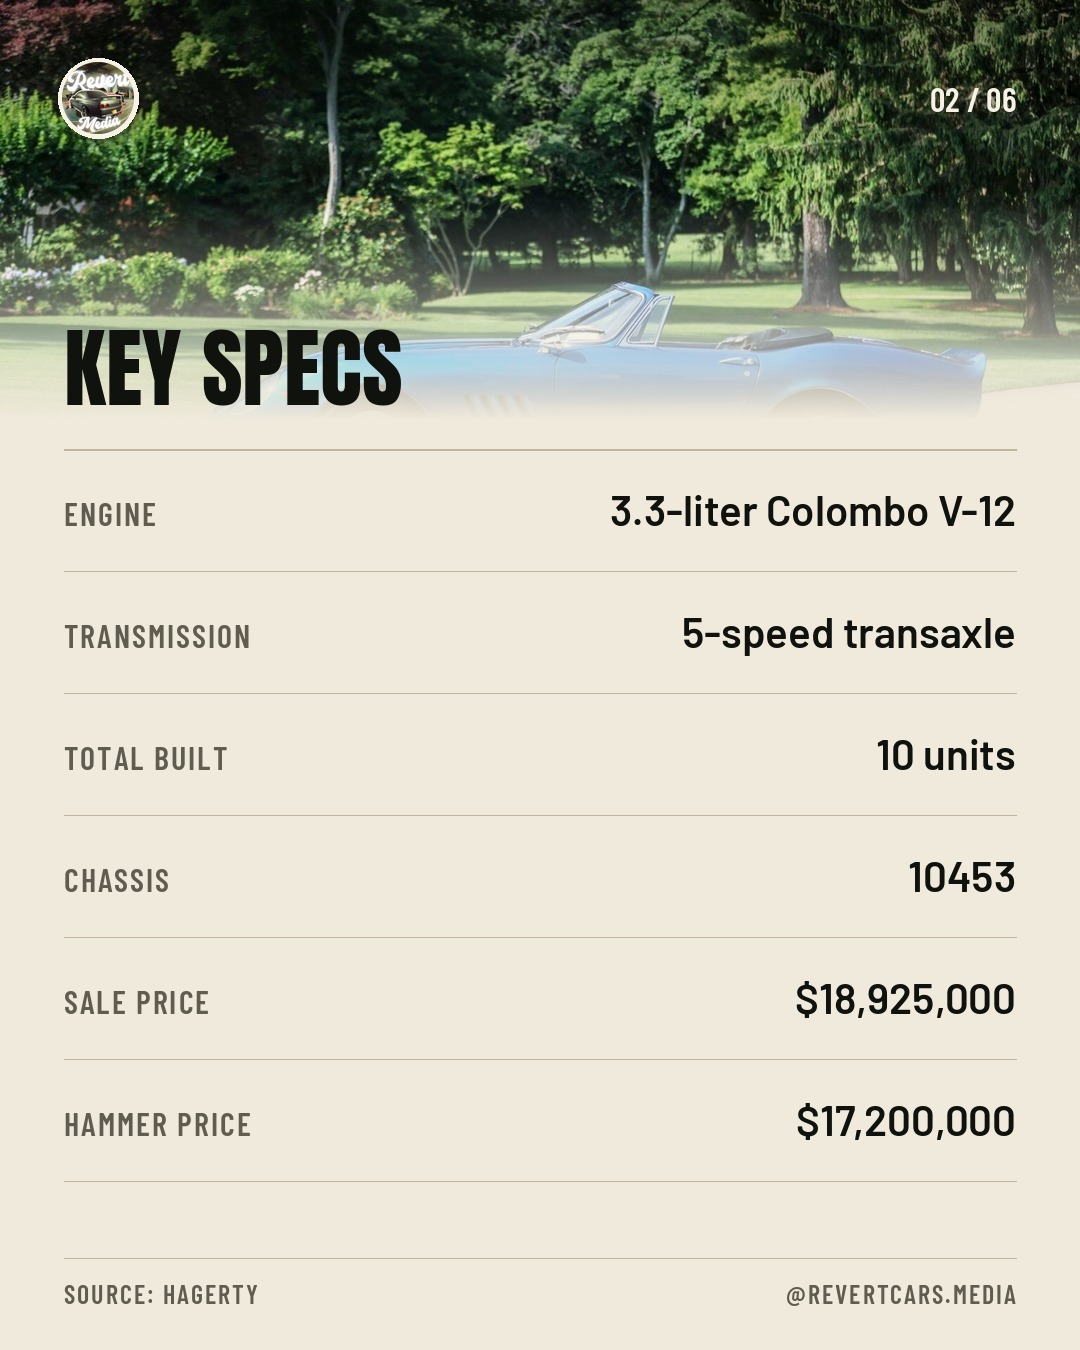 Revert
Media
02 / 06
KEY SPECS
ENGINE 3.3-liter Colombo V-12
TRANSMISSION 5-speed transaxle
TOTAL BUILT 10 units
CHASSIS 10453
SALE PRICE $18,925,000
HAMMER PRICE $17,200,000
SOURCE: HAGERTY @REVERTCARS.MEDIA